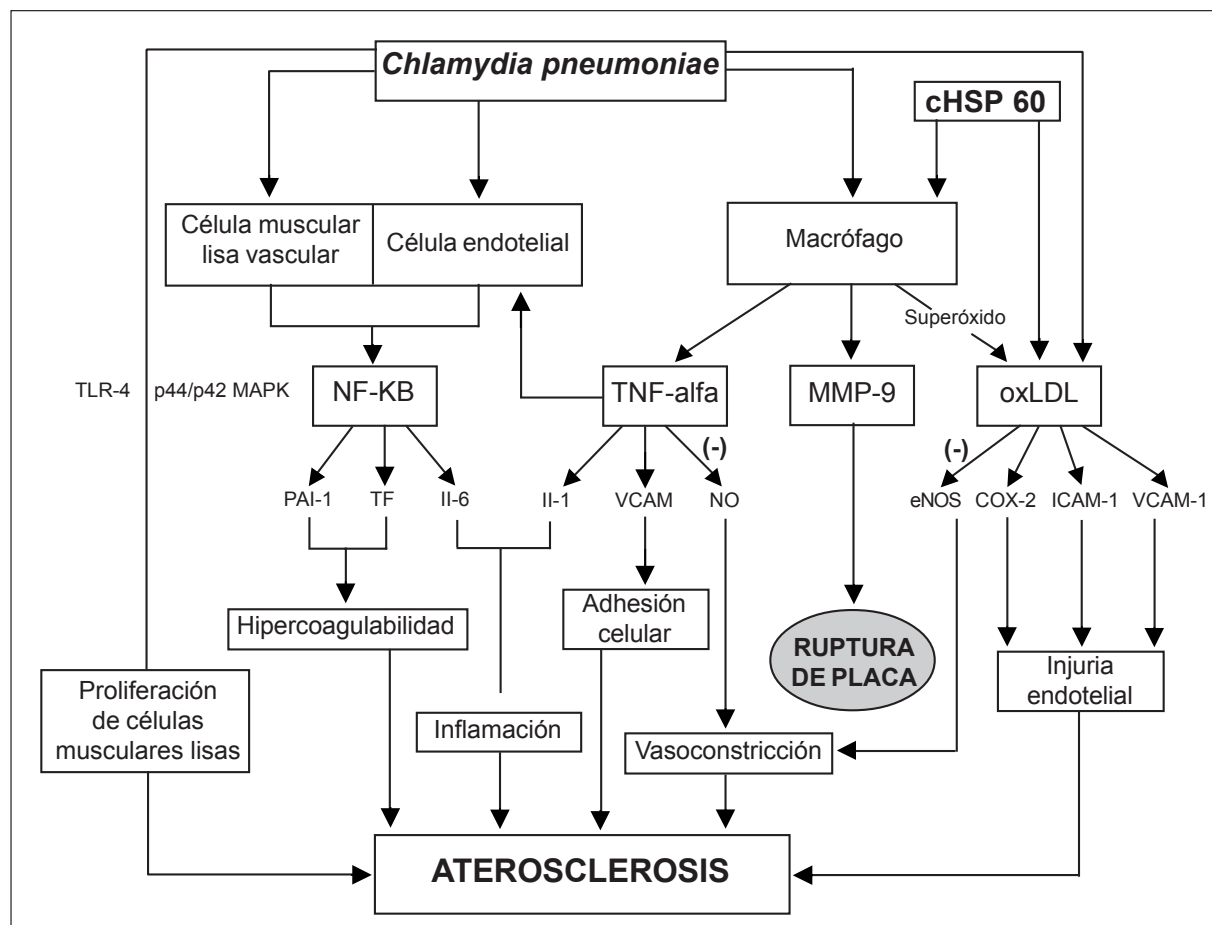 Chlamydia pneumoniae
cHSP 60
Célula muscular
lisa vascular
Célula endotelial
Macrófago
Superóxido
TLR-4
p44/p42 MAPK
NF-KB
TNF-alfa
MMP-9
oxLDL
(-)
(-)
PAI-1
TF
II-6
II-1
VCAM
NO
eNOS
COX-2
ICAM-1
VCAM-1
Hipercoagulabilidad
Adhesión
celular
RUPTURA
DE PLACA
Injuria
endotelial
Proliferación
de células
musculares lisas
Inflamación
Vasoconstricción
ATEROSCLEROSIS